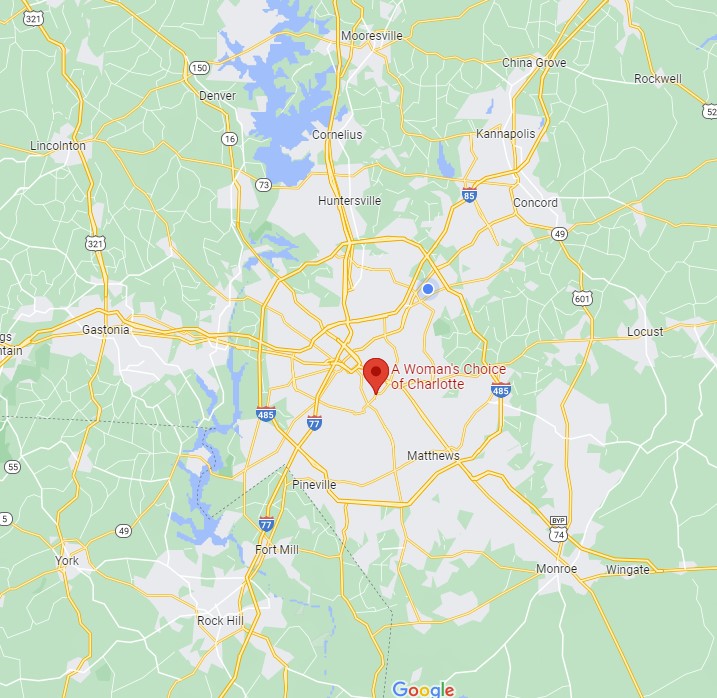 321
Mooresville
China Grove
150
Rockwell
Denver
52
Cornelius
Kannapolis
16
Lincolnton
73
85
Huntersville
Concord
49
321
601
Gastonia
Locust
gs
ntain
A Woman's Choice
of Charlotte
485
485
77
Matthews
55
Pineville
5
49
77
BYP
74
Fort Mill
York
Monroe
Wingate
Rock Hill
Google